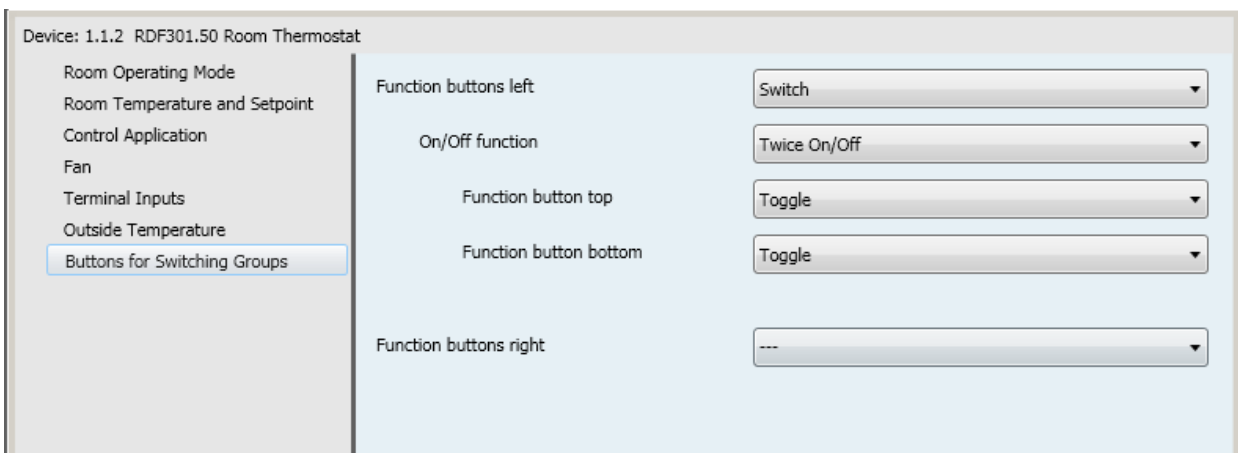 Device: 1.1.2 RDF301.50 Room Thermostat
Room Operating Mode
Room Temperature and Setpoint
Control Application
Fan
Terminal Inputs
Outside Temperature
Buttons for Switching Groups
Function buttons left Switch
On/Off function Twice On/Off
Function button top Toggle
Function button bottom Toggle
Function buttons right ---